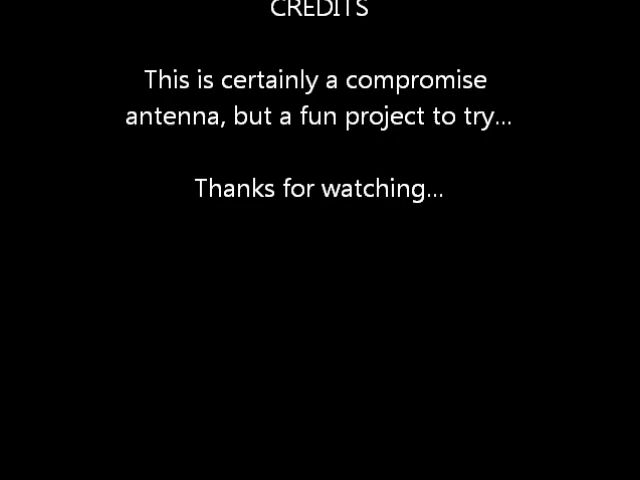 CREDITS
This is certainly a compromise
antenna, but a fun project to try...
Thanks for watching...